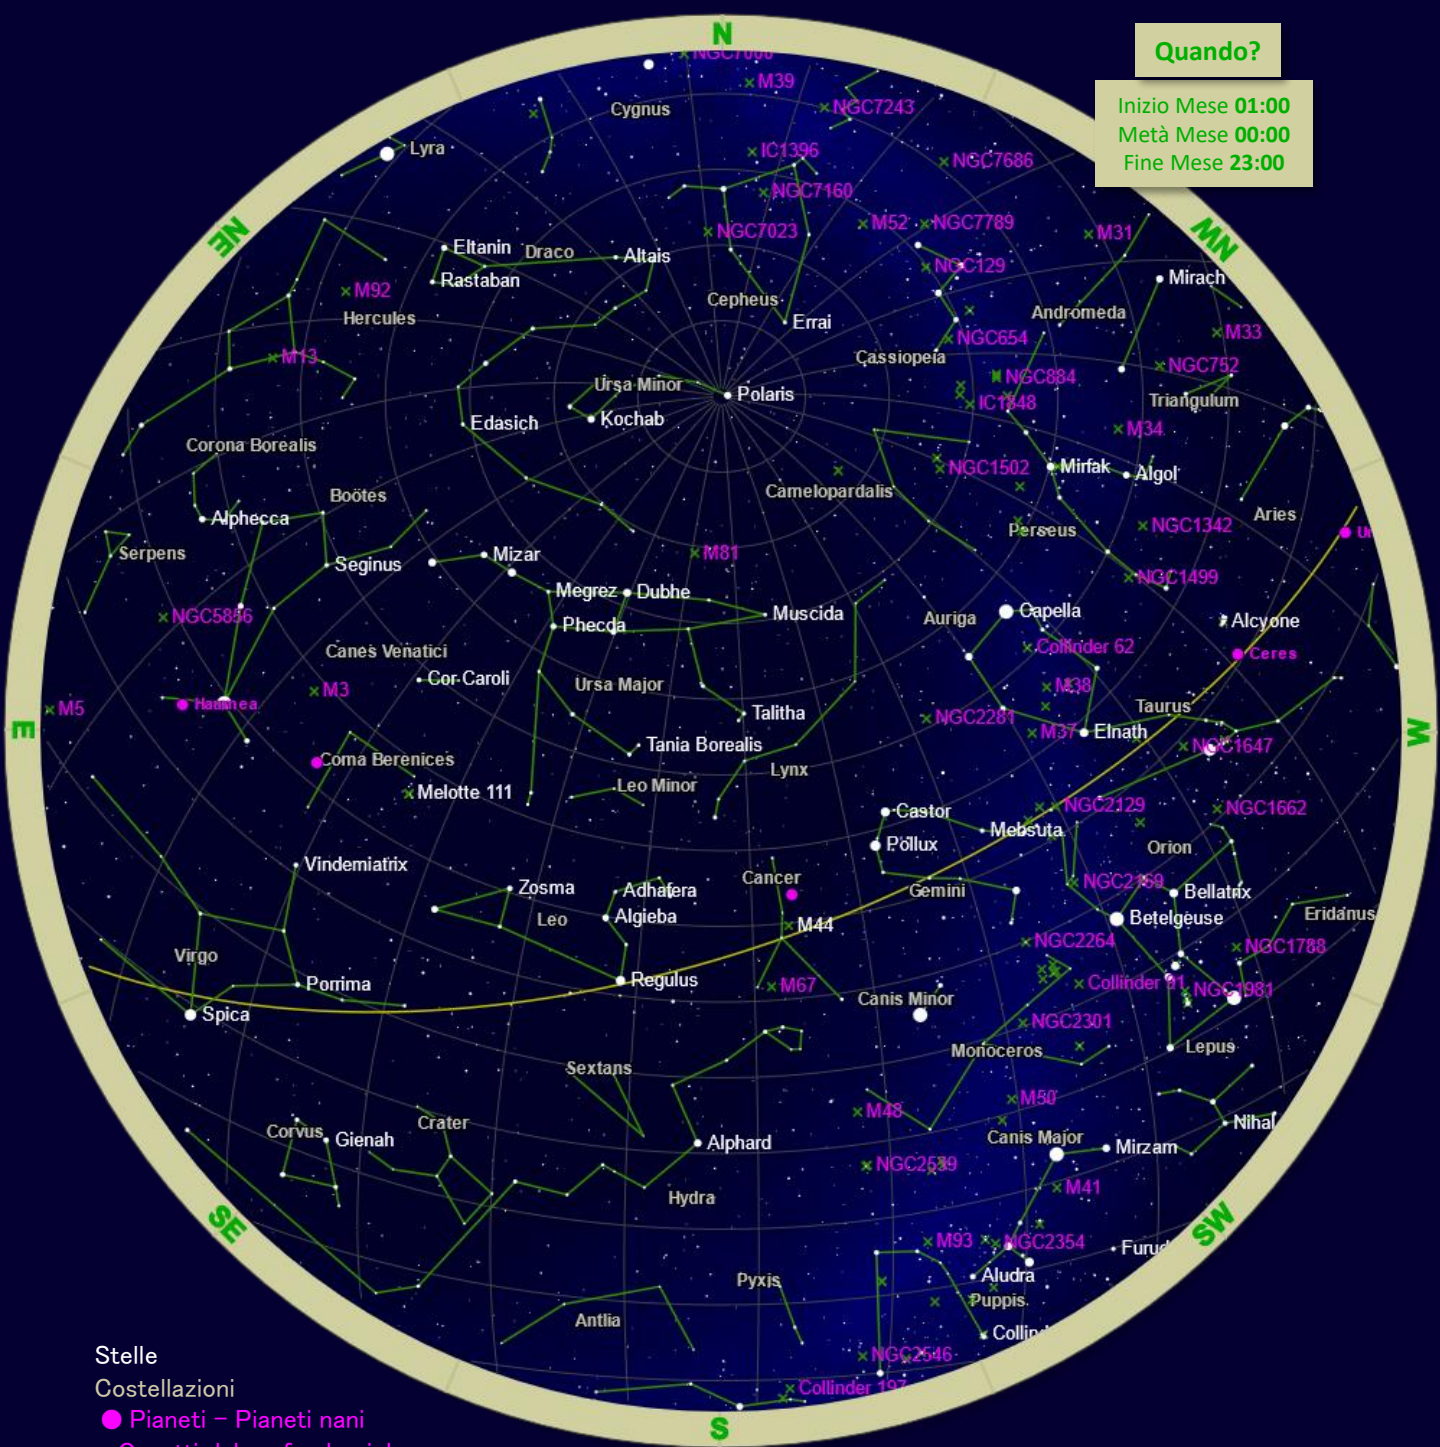 N
Quando?
Inizio Mese 01:00
Metà Mese 00:00
Fine Mese 23:00
M39
NGC7243
Cygnus
Lyra
IC1396
NGC7686
NGC7160
NGC7023
M52
NGC7789
M31
NE
NW
Eltanin
Draco
Altais
Rastaban
NGC129
Mirach
M92
Cepheus
Hercules
Errai
Andromeda
M33
NGC654
Cassiopeia
M13
NGC752
NGC884
Ursa Minor
Polaris
IC1848
Triangulum
Kochab
Edasich
M34
Corona Borealis
Mirfak
Algol
NGC1502
Camelopardalis
Boötes
Alphecca
Aries
Perseus
NGC1342
Serpens
Mizar
M81
Seginus
NGC1499
Megrez
Dubhe
Muscida
Capella
NGC5856
Auriga
Alcyone
Phecda
Collinder 62
Canes Venatici
Ceres
Cor Caroli
Ursa Major
M3
M38
Haumea
M5
Talitha
Taurus
NGC2281
E
W
M37
Elnath
Tania Borealis
NGC1647
Coma Berenices
Lynx
Leo Minor
Melotte 111
NGC2129
NGC1662
Castor
Mebsuta
Pollux
Orion
Vindemiatrix
Cancer
Zosma
Adhafera
Gemini
NGC2169
Bellatrix
Leo
Algieba
M44
Betelgeuse
Eridanus
NGC2264
NGC1788
Virgo
Porrima
Regulus
M67
Collinder 91
NGC1981
Canis Minor
Spica
NGC2301
Monoceros
Lepus
Sextans
M50
M48
Crater
Nihal
Corvus
Gienah
Alphard
Canis Major
Mirzam
NGC2539
Hydra
M41
SE
SW
M93
NGC2354
Furud
Aludra
Pyxis
Puppis
Antlia
NGC2546
Stelle
Collinder 197
Costellazioni
S
Pianeti – Pianeti nani